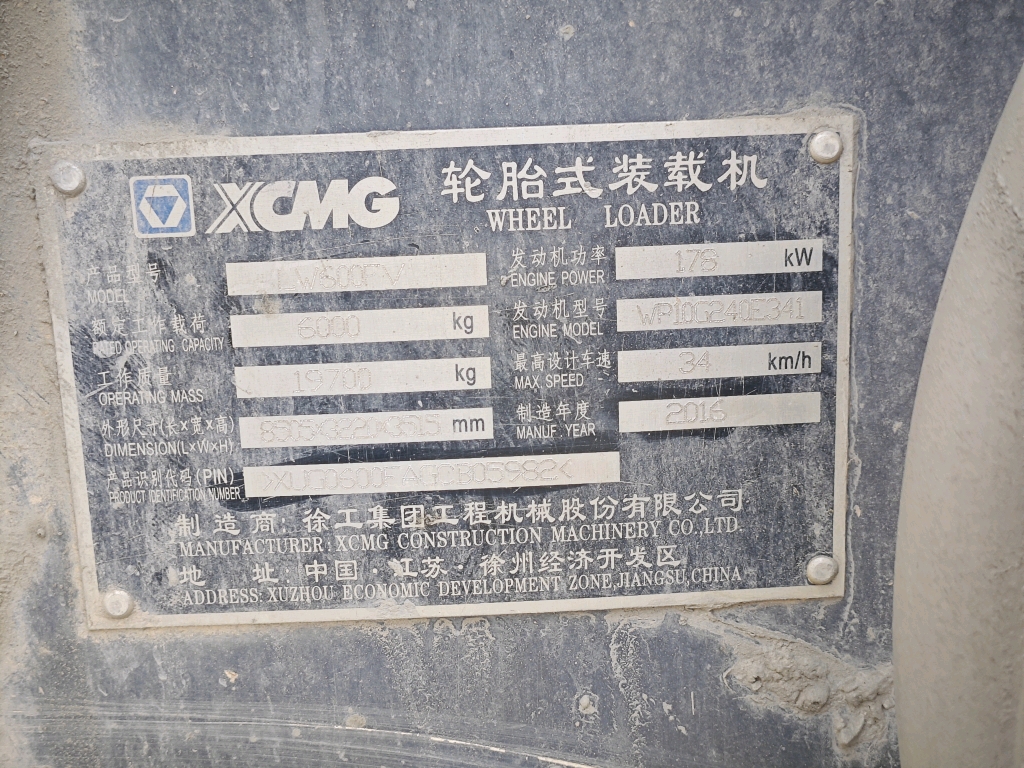 XCMG 轮胎式装载机
WHEEL LOADER
产品型号
MODEL
额定工作载荷 6000 kg
RATED OPERATING CAPACITY
工作质量 19700 kg
OPERATING MASS
外形尺寸(长×宽×高) mm
DIMENSION(L×W×H)
产品识别代码(PIN)
PRODUCT IDENTIFICATION NUMBER
发动机功率 178 kW
ENGINE POWER
发动机型号 WP10G240E341
ENGINE MODEL
最高设计车速 34 km/h
MAX SPEED
制造年度 2016
MANUF. YEAR
制造商:徐工集团工程机械股份有限公司
MANUFACTURER:XCMG CONSTRUCTION MACHINERY CO.,LTD.
地 址:中国·江苏·徐州经济开发区
ADDRESS: XUZHOU ECONOMIC DEVELOPMENT ZONE,JIANGSU,CHINA